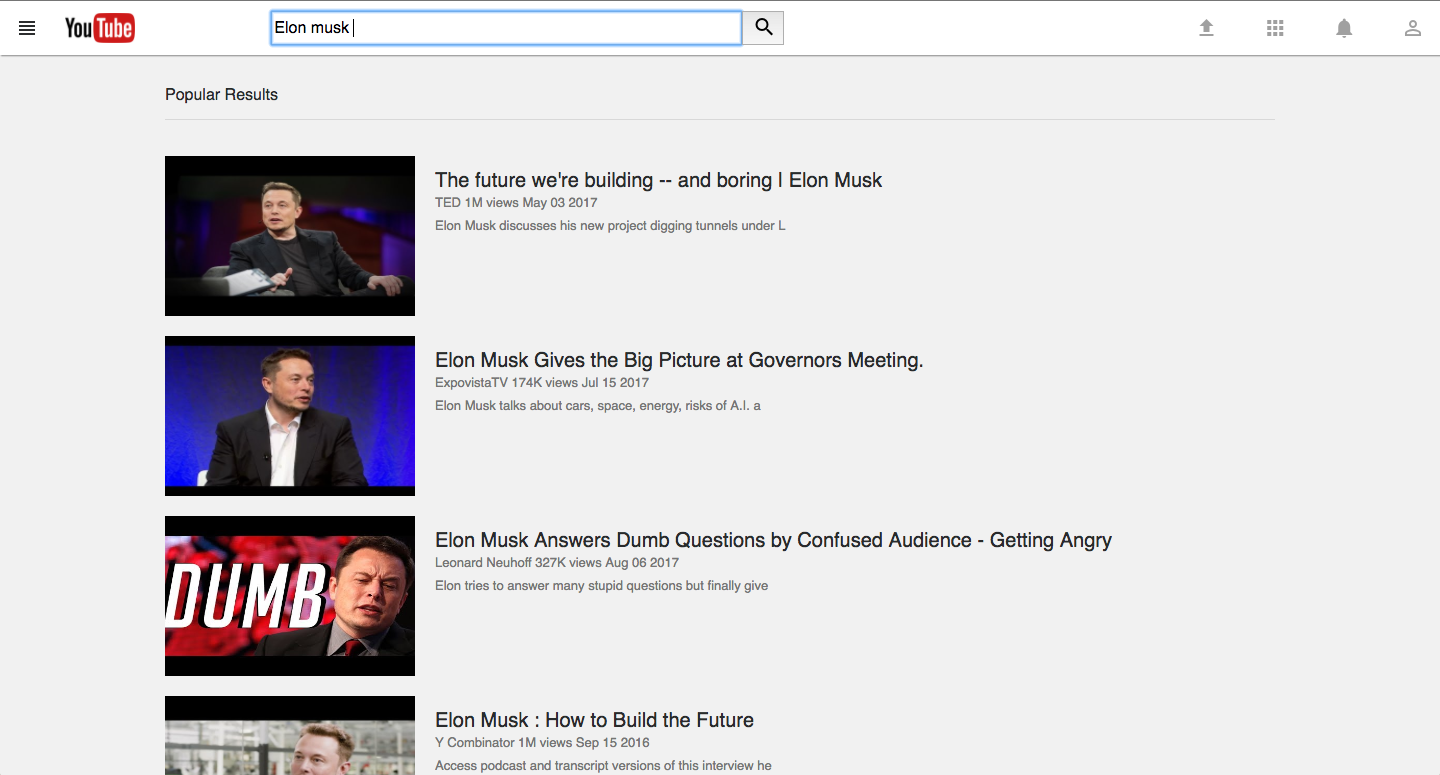 YouTube
Elon musk
Popular Results
The future we're building -- and boring | Elon Musk
TED 1M views May 03 2017
Elon Musk discusses his new project digging tunnels under L
Elon Musk Gives the Big Picture at Governors Meeting.
ExpovistaTV 174K views Jul 15 2017
Elon Musk talks about cars, space, energy, risks of A.I. a
DUMB
Elon Musk Answers Dumb Questions by Confused Audience - Getting Angry
Leonard Neuhoff 327K views Aug 06 2017
Elon tries to answer many stupid questions but finally give
Elon Musk : How to Build the Future
Y Combinator 1M views Sep 15 2016
Access podcast and transcript versions of this interview he